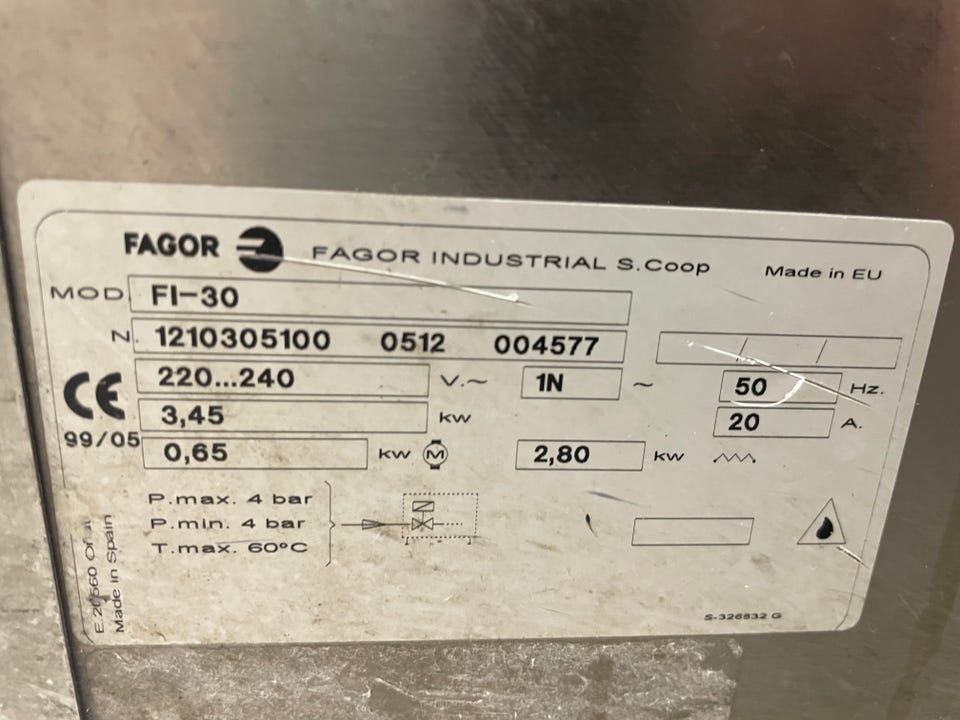 FAGOR FAGOR INDUSTRIAL S.Coop Made in EU
MOD. FI-30
N. 1210305100 0512 004577 / /
220...240 V.~ 1N ~ 50 Hz.
CE 3,45 kW 20 A.
99/05 0,65 kW M 2,80 kW
P.max. 4 bar
P.min. 4 bar
T.max. 60°C
Made in Spain
S-326832 G